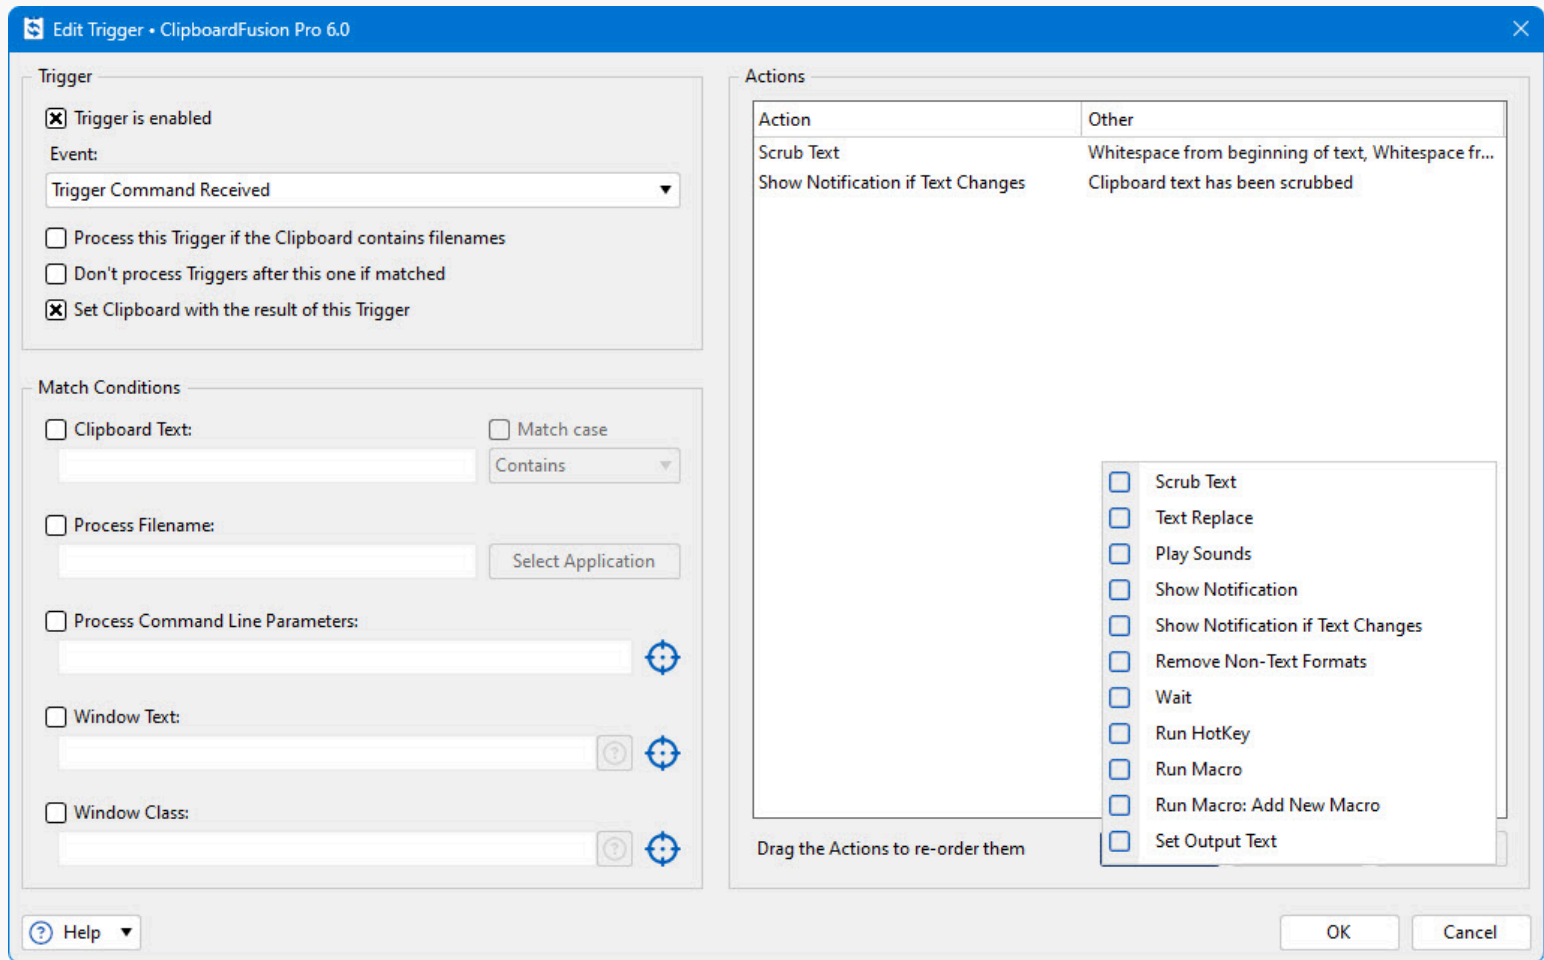 Edit Trigger • ClipboardFusion Pro 6.0
Trigger
Trigger is enabled
Event:
Trigger Command Received
Process this Trigger if the Clipboard contains filenames
Don't process Triggers after this one if matched
Set Clipboard with the result of this Trigger
Match Conditions
Clipboard Text:
Match case
Contains
Process Filename:
Select Application
Process Command Line Parameters:
Window Text:
Window Class:
Actions
Action Other
Scrub Text Whitespace from beginning of text, Whitespace fr...
Show Notification if Text Changes Clipboard text has been scrubbed
Scrub Text
Text Replace
Play Sounds
Show Notification
Show Notification if Text Changes
Remove Non-Text Formats
Wait
Run HotKey
Run Macro
Run Macro: Add New Macro
Set Output Text
Drag the Actions to re-order them
Help
OK
Cancel